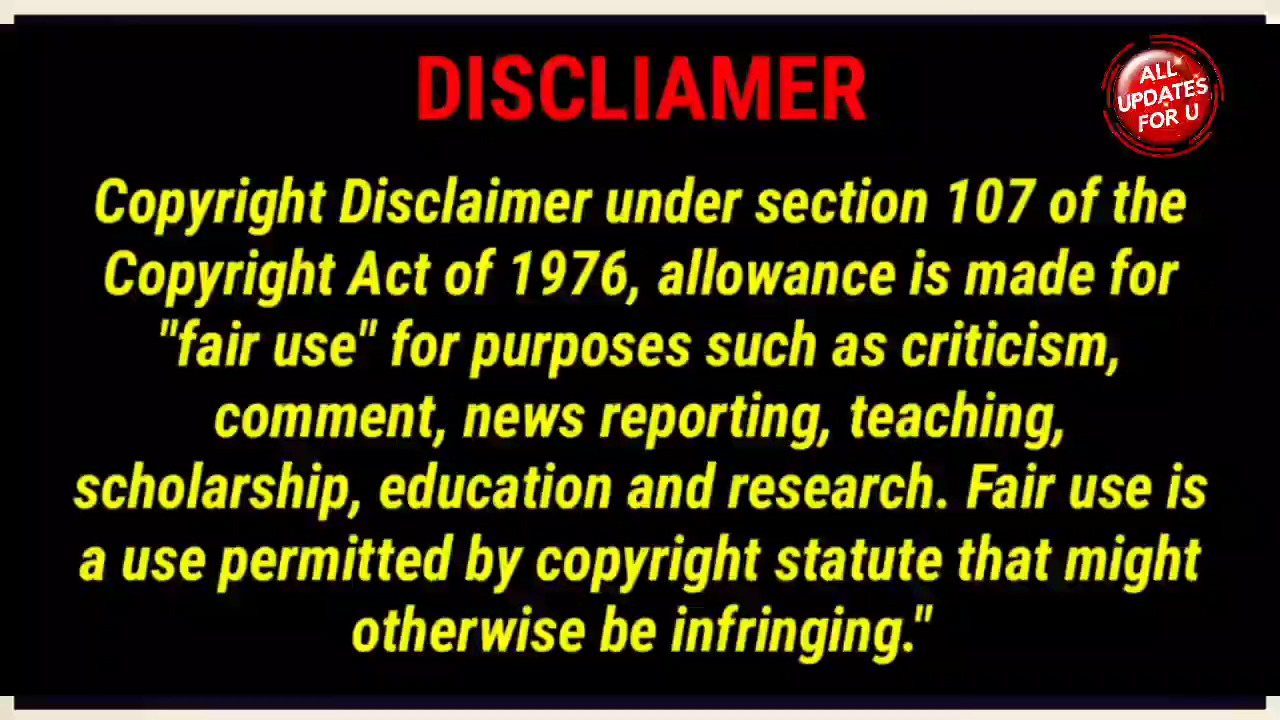 DISCLIAMER
ALL
UPDATES
FOR U
Copyright Disclaimer under section 107 of the
Copyright Act of 1976, allowance is made for
"fair use" for purposes such as criticism,
comment, news reporting, teaching,
scholarship, education and research. Fair use is
a use permitted by copyright statute that might
otherwise be infringing."